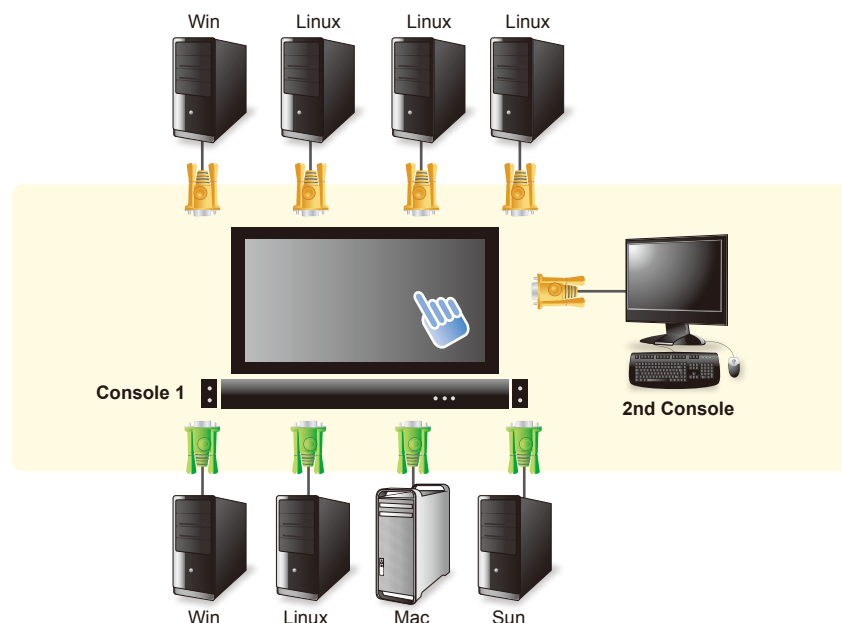 Win
Linux
Linux
Linux
Console 1
2nd Console
Win
Linux
Mac
Sun